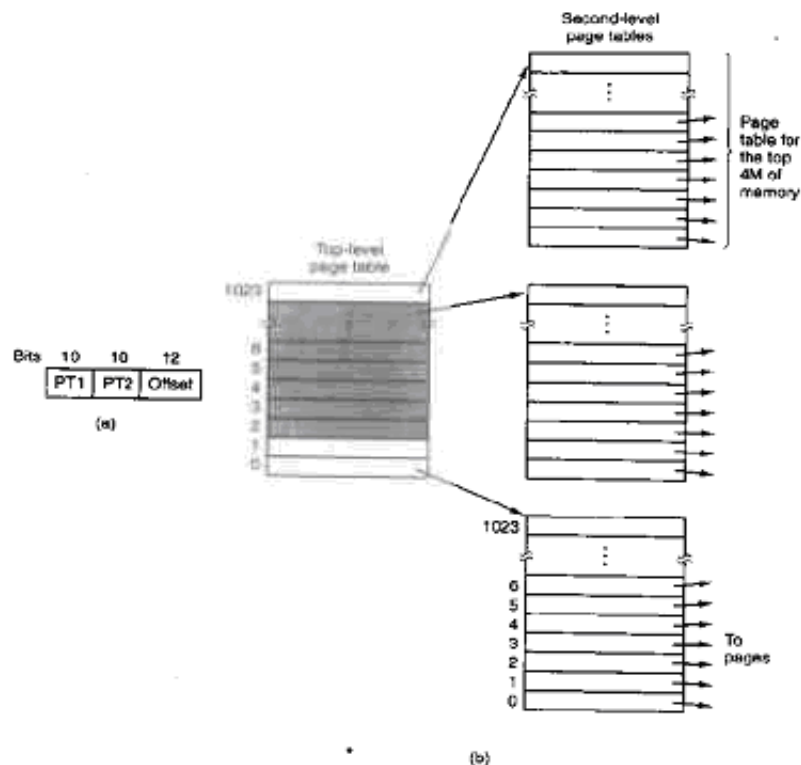 Second-level
page tables
Page
table for
the top
4M of
memory
Top-level
page table
1023
6
5
4
3
2
1
0
Bits 10 10 12
PT1 PT2 Offset
(a)
1023
6
5
4
3
2
1
0
To
pages
(b)